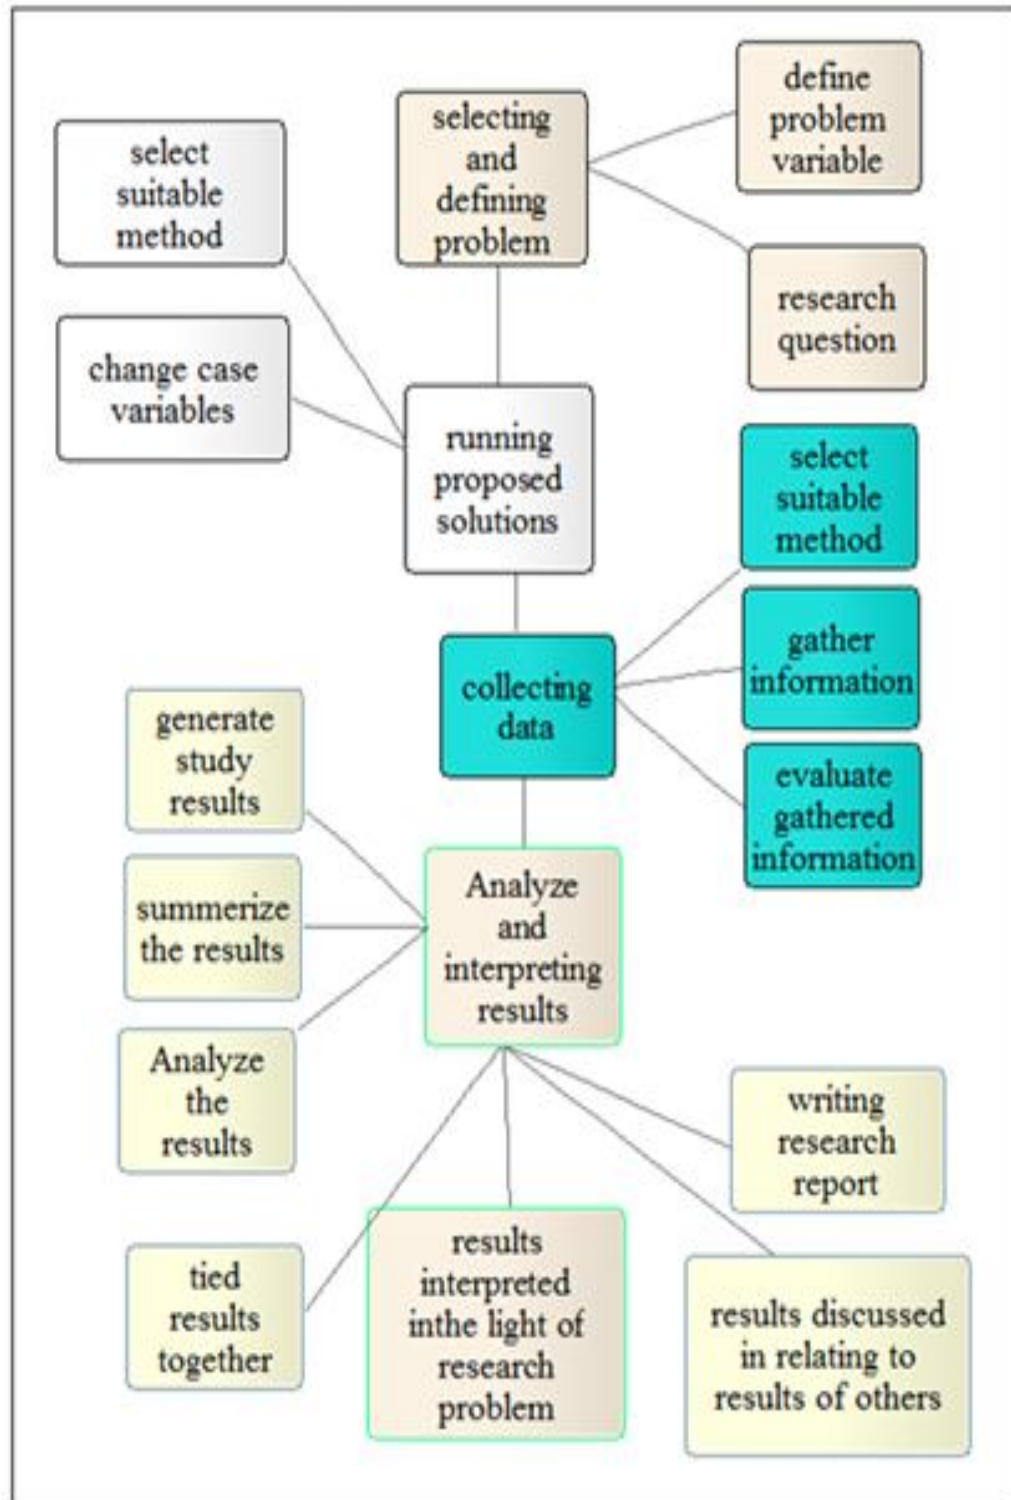 define
problem
variable
selecting
and
defining
problem
select
suitable
method
research
question
change case
variables
running
proposed
solutions
select
suitable
method
gather
information
collecting
data
generate
study
results
evaluate
gathered
information
Analyze
and
interpreting
results
summerize
the results
Analyze
the
results
writing
research
report
results
interpreted
inthe light of
research
problem
tied
results
together
results discussed
in relating to
results of others